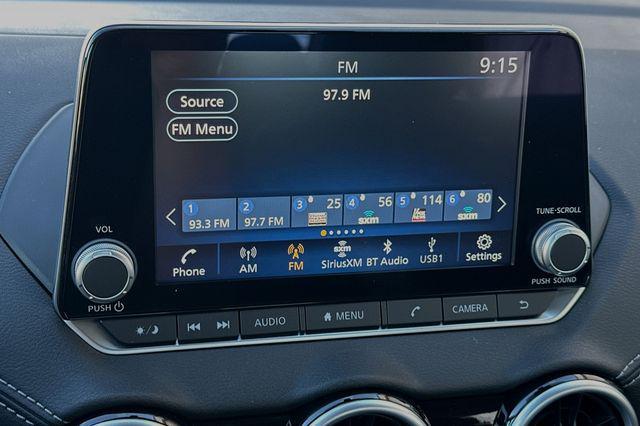 FM 9:15
97.9 FM
Source
FM Menu
1 2 3 25 4 56 5 114 6 80
93.3 FM 97.7 FM sxm sxm
Phone AM FM SiriusXM BT Audio USB1 Settings
sxm
VOL
PUSH
TUNE·SCROLL
PUSH SOUND
AUDIO MENU CAMERA